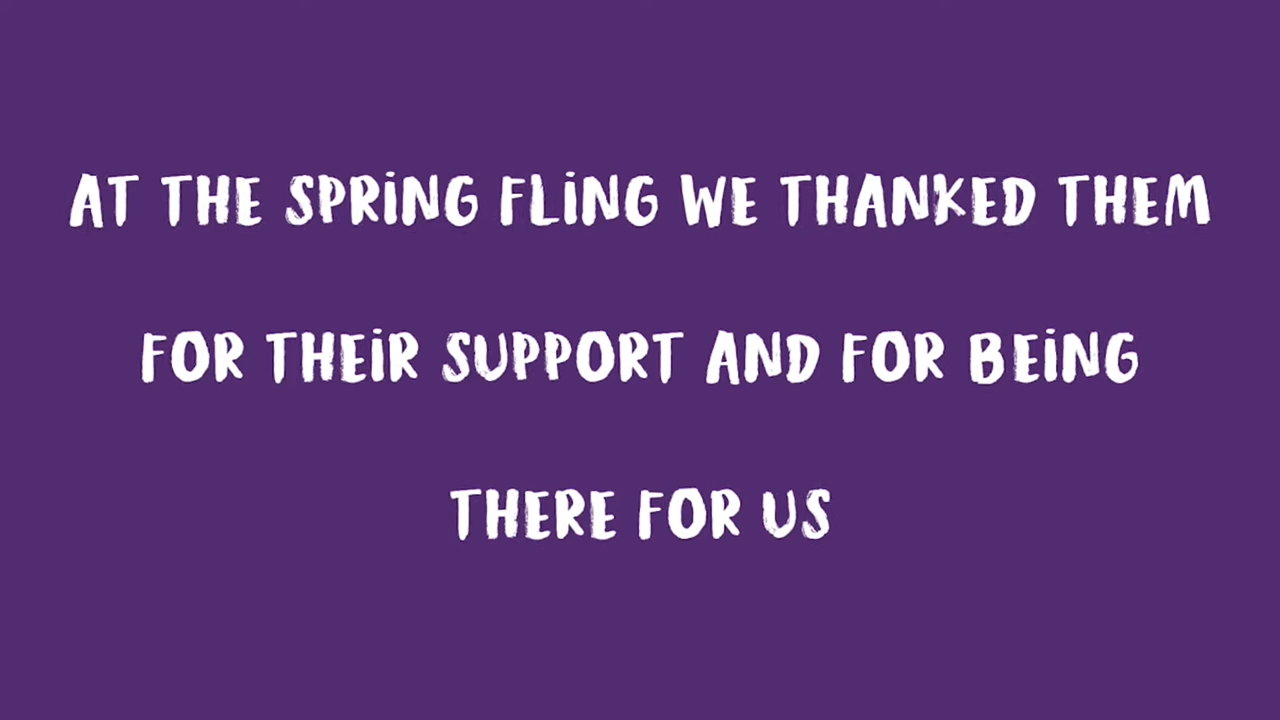 AT THE SPRING FLING WE THANKED THEM
FOR THEIR SUPPORT AND FOR BEING
THERE FOR US